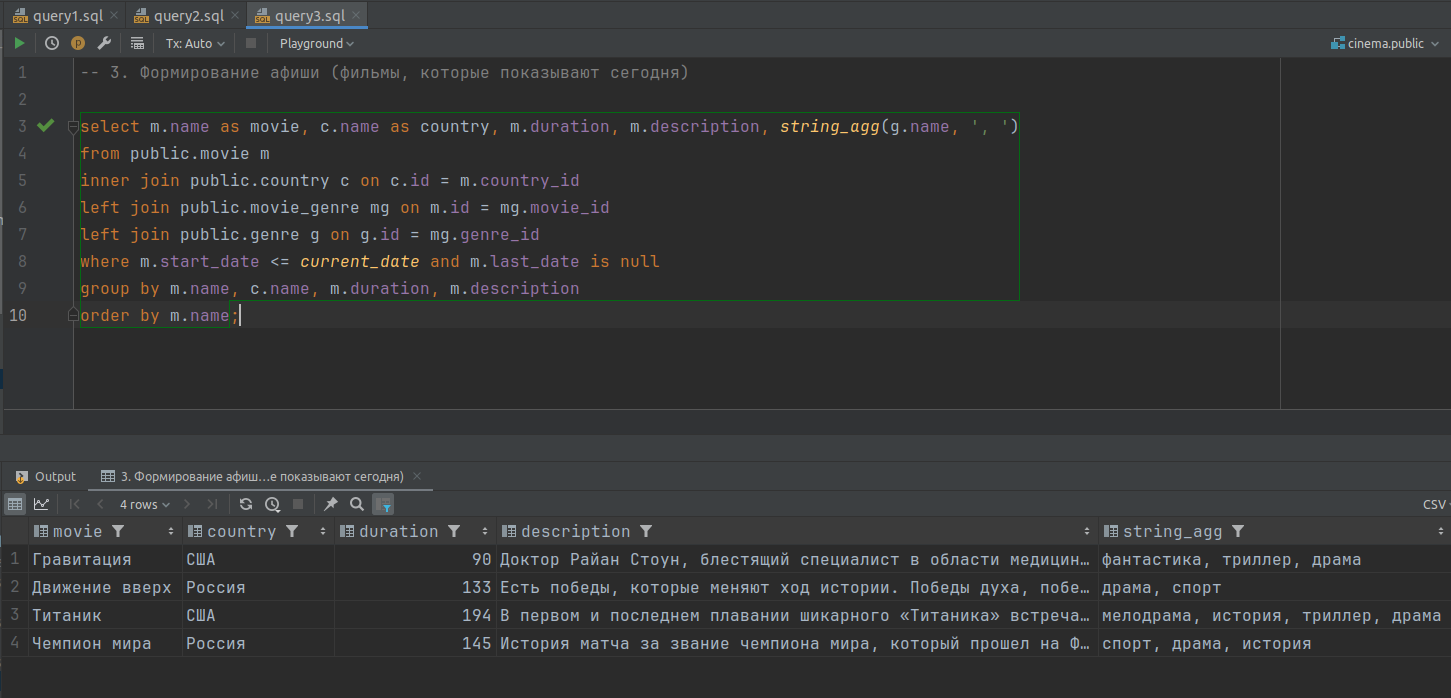 query1.sql query2.sql query3.sql
Tx: Auto Playground cinema.public
1 -- 3. Формирование афиши (фильмы, которые показывают сегодня)
2
3 select m.name as movie, c.name as country, m.duration, m.description, string_agg(g.name, ', ')
4 from public.movie m
5 inner join public.country c on c.id = m.country_id
6 left join public.movie_genre mg on m.id = mg.movie_id
7 left join public.genre g on g.id = mg.genre_id
8 where m.start_date <= current_date and m.last_date is null
9 group by m.name, c.name, m.duration, m.description
10 order by m.name;
Output 3. Формирование афиш...е показывают сегодня)
4 rows CSV
movie country duration description string_agg
1 Гравитация США 90 Доктор Райан Стоун, блестящий специалист в области медицин… фантастика, триллер, драма
2 Движение вверх Россия 133 Есть победы, которые меняют ход истории. Победы духа, побе… драма, спорт
3 Титаник США 194 В первом и последнем плавании шикарного «Титаника» встреча… мелодрама, история, триллер, драма
4 Чемпион мира Россия 145 История матча за звание чемпиона мира, который прошел на Ф… спорт, драма, история